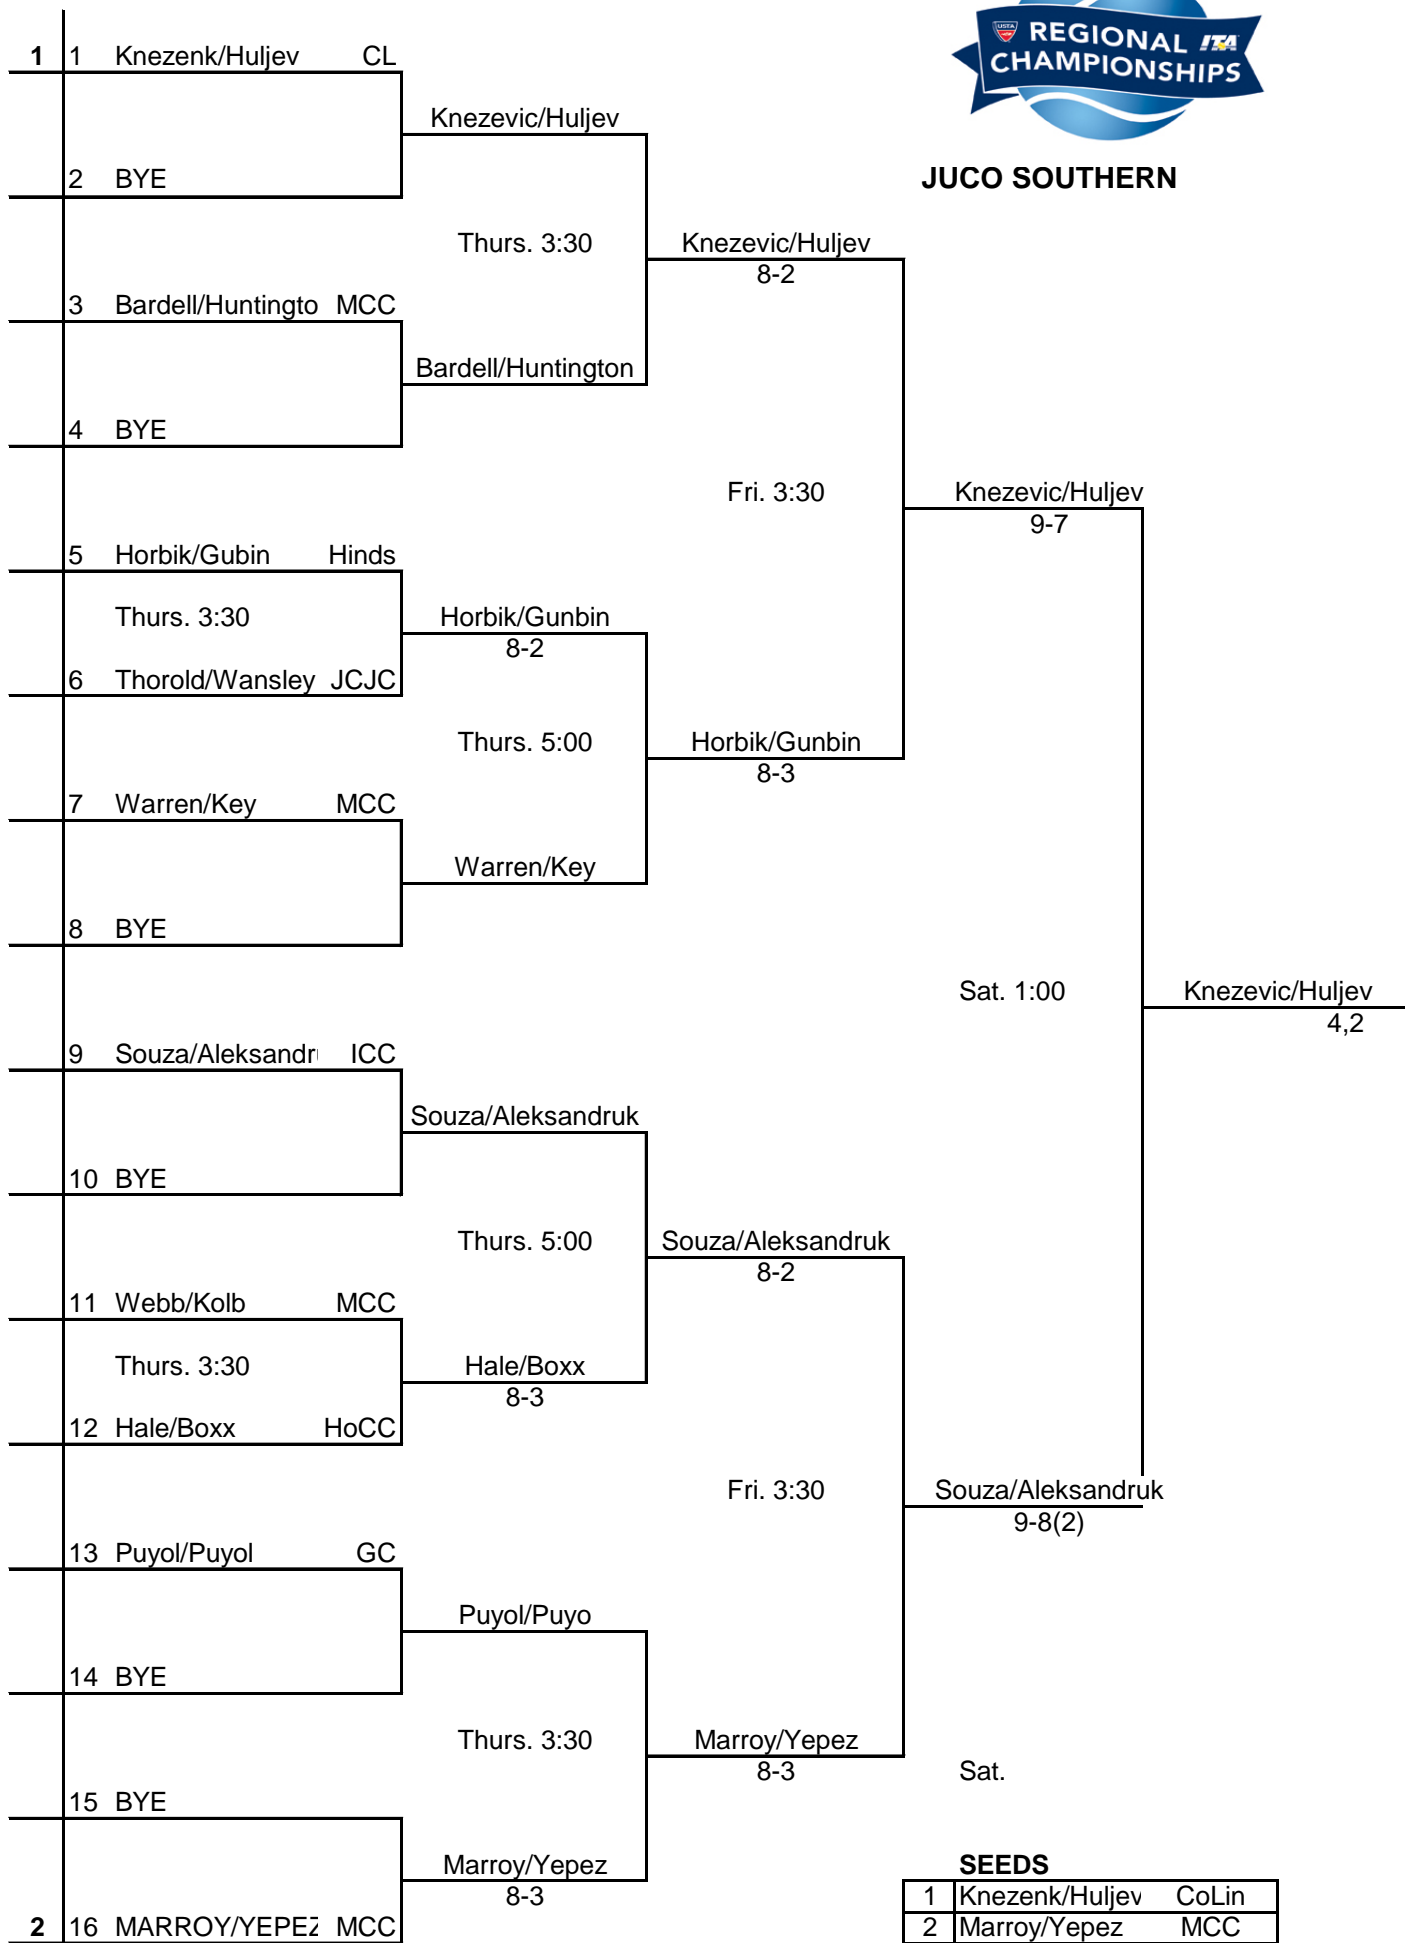 USTA REGIONAL ITA
CHAMPIONSHIPS
JUCO SOUTHERN
1 1 Knezenk/Huljev CL
Knezevic/Huljev
2 BYE
Thurs. 3:30 Knezevic/Huljev
8-2
3 Bardell/Huntingto MCC
Bardell/Huntington
4 BYE
Fri. 3:30 Knezevic/Huljev
9-7
5 Horbik/Gubin Hinds
Thurs. 3:30 Horbik/Gunbin
8-2
6 Thorold/Wansley JCJC
Thurs. 5:00 Horbik/Gunbin
8-3
7 Warren/Key MCC
Warren/Key
8 BYE
Sat. 1:00 Knezevic/Huljev
4,2
9 Souza/Aleksandr ICC
Souza/Aleksandruk
10 BYE
Thurs. 5:00 Souza/Aleksandruk
8-2
11 Webb/Kolb MCC
Thurs. 3:30 Hale/Boxx
8-3
12 Hale/Boxx HoCC
Fri. 3:30 Souza/Aleksandruk
9-8(2)
13 Puyol/Puyol GC
Puyol/Puyo
14 BYE
Thurs. 3:30 Marroy/Yepez
8-3 Sat.
15 BYE
Marroy/Yepez SEEDS
8-3
1 Knezenk/Huljev CoLin
2 16 MARROY/YEPEZ MCC 2 Marroy/Yepez MCC